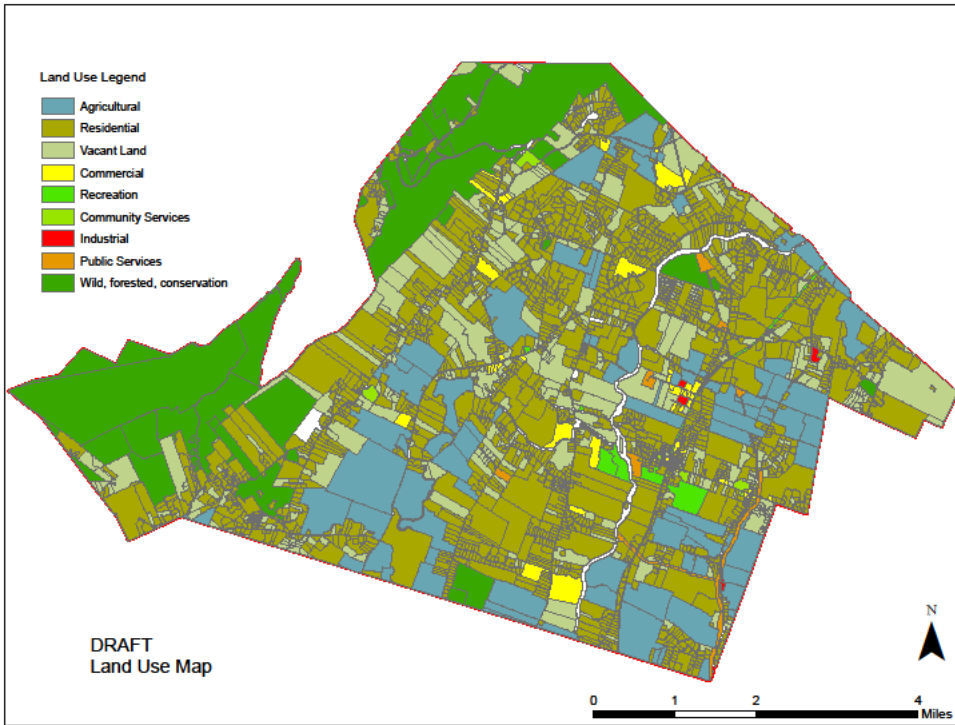 Land Use Legend
Agricultural
Residential
Vacant Land
Commercial
Recreation
Community Services
Industrial
Public Services
Wild, forested, conservation
DRAFT
Land Use Map
N
0 1 2 4
Miles